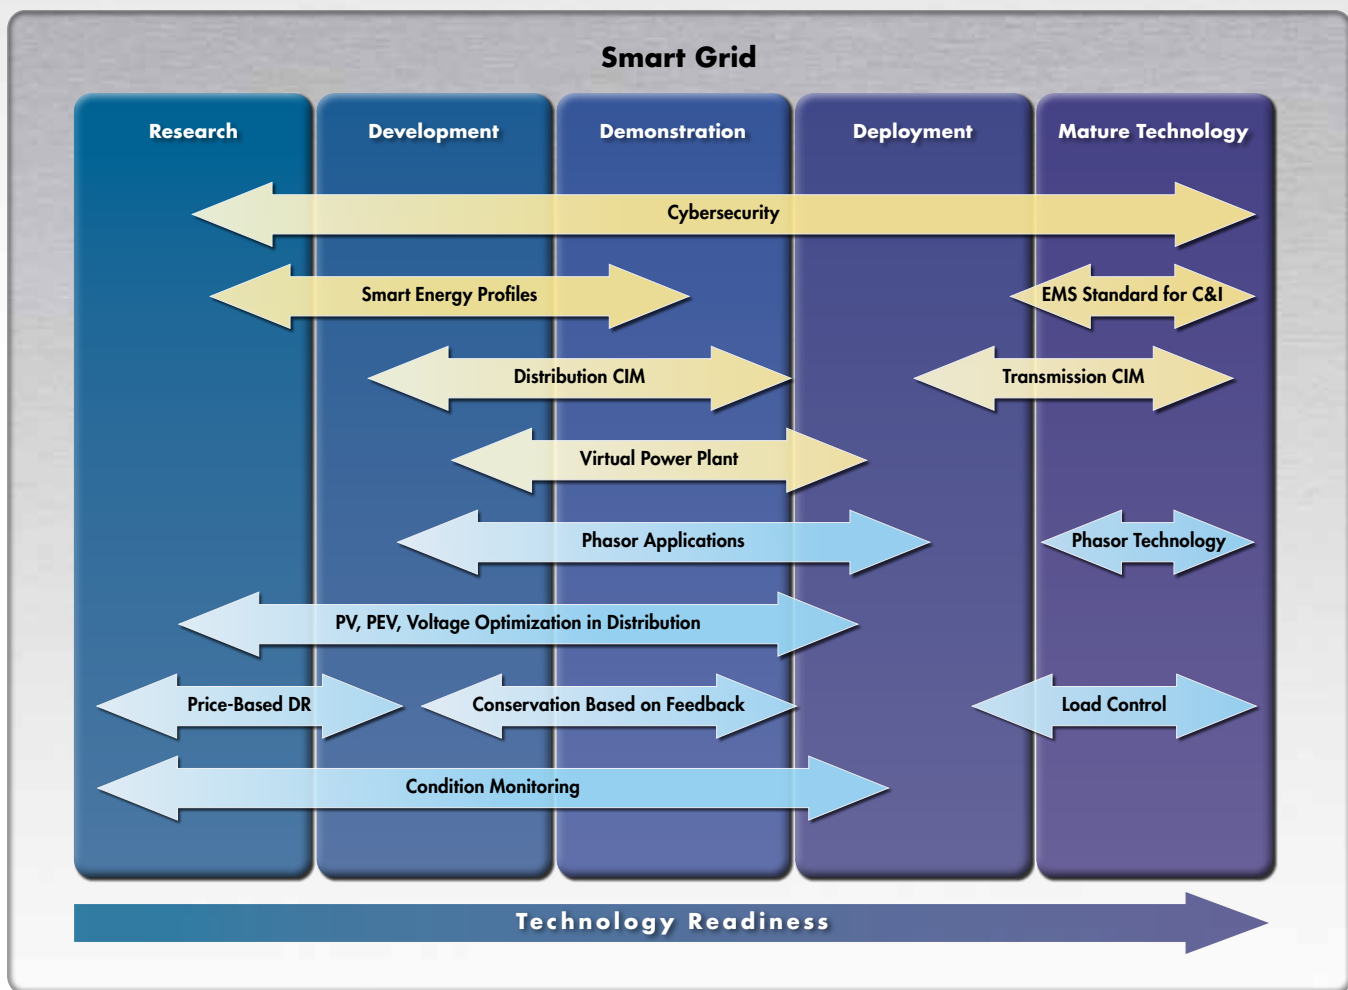 Smart Grid
Research
Development
Demonstration
Deployment
Mature Technology
Cybersecurity
Smart Energy Profiles
EMS Standard for C&I
Distribution CIM
Transmission CIM
Virtual Power Plant
Phasor Applications
Phasor Technology
PV, PEV, Voltage Optimization in Distribution
Price-Based DR
Conservation Based on Feedback
Load Control
Condition Monitoring
Technology Readiness